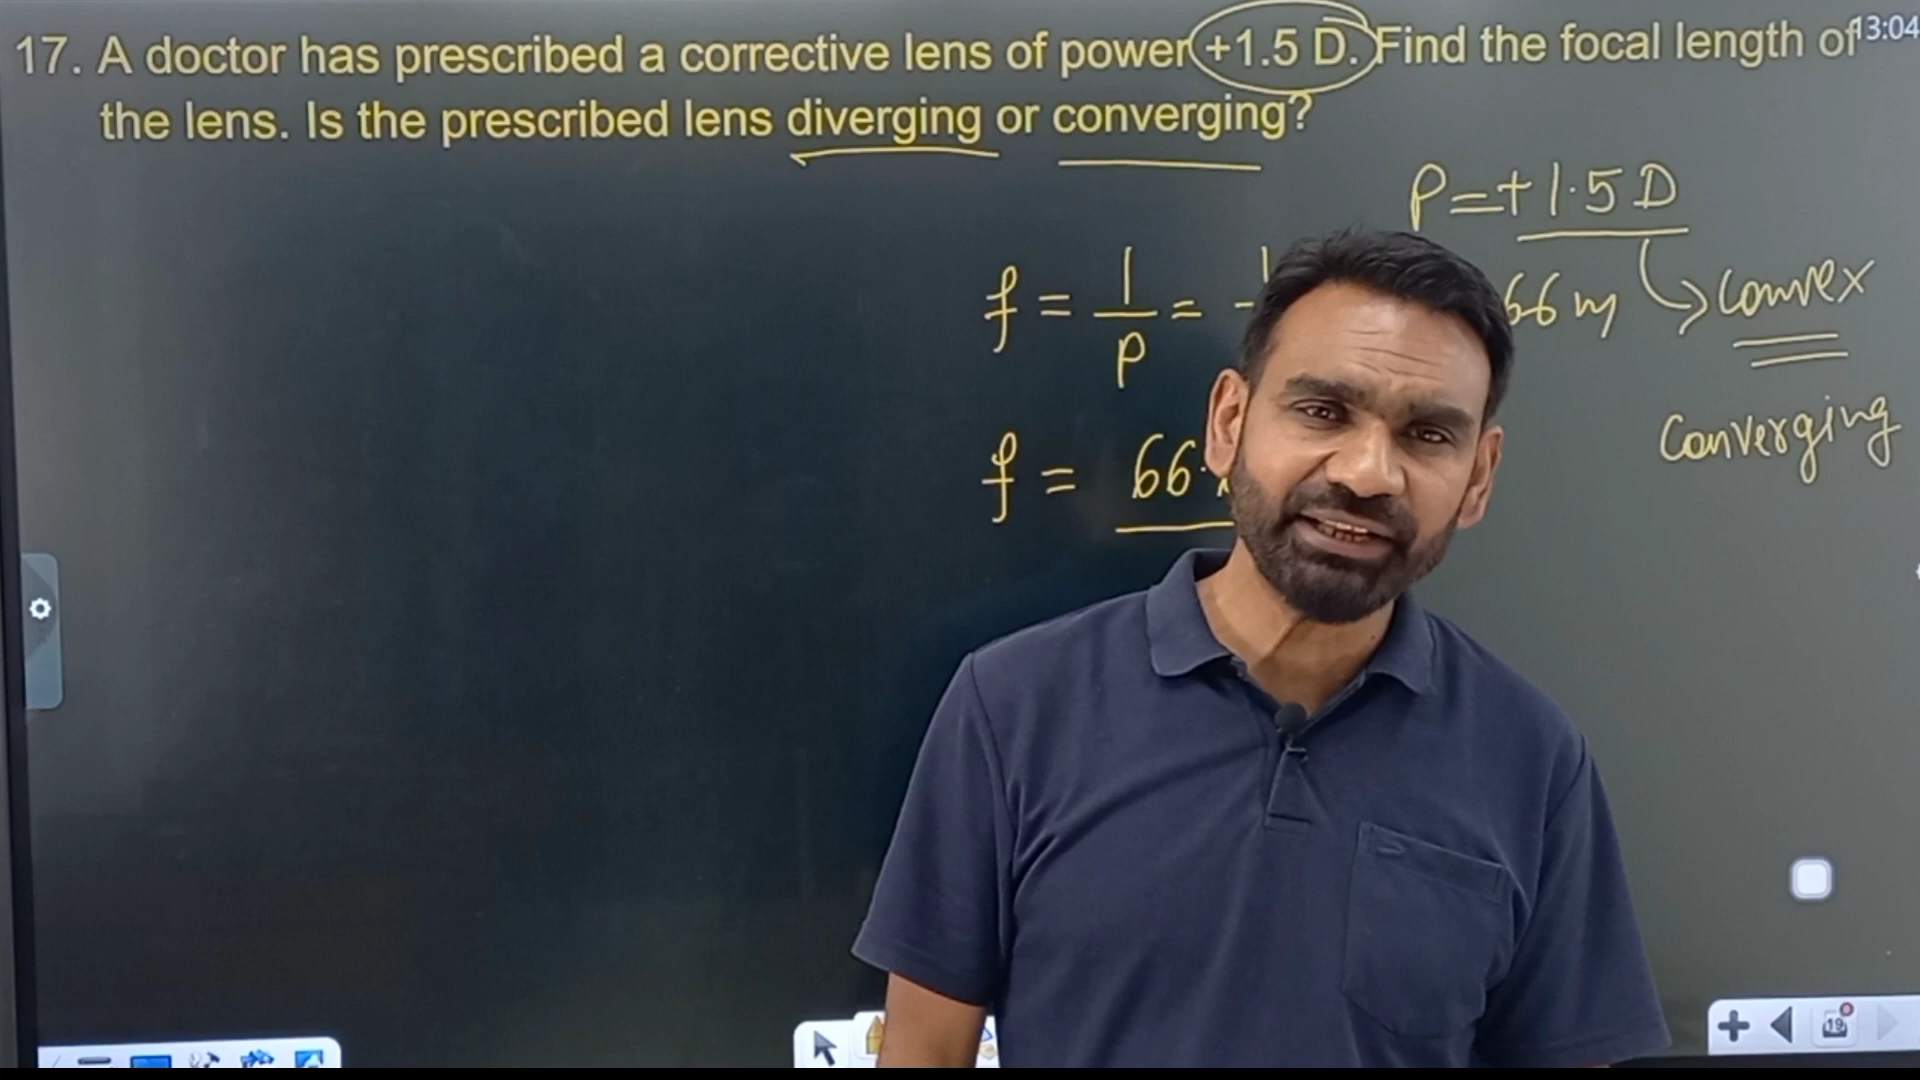 17. A doctor has prescribed a corrective lens of power +1.5 D. Find the focal length of
13:04
the lens. Is the prescribed lens diverging or converging?
P=+1.5 D
f = 1/P =
66 m
convex
converging
f = 66.
19